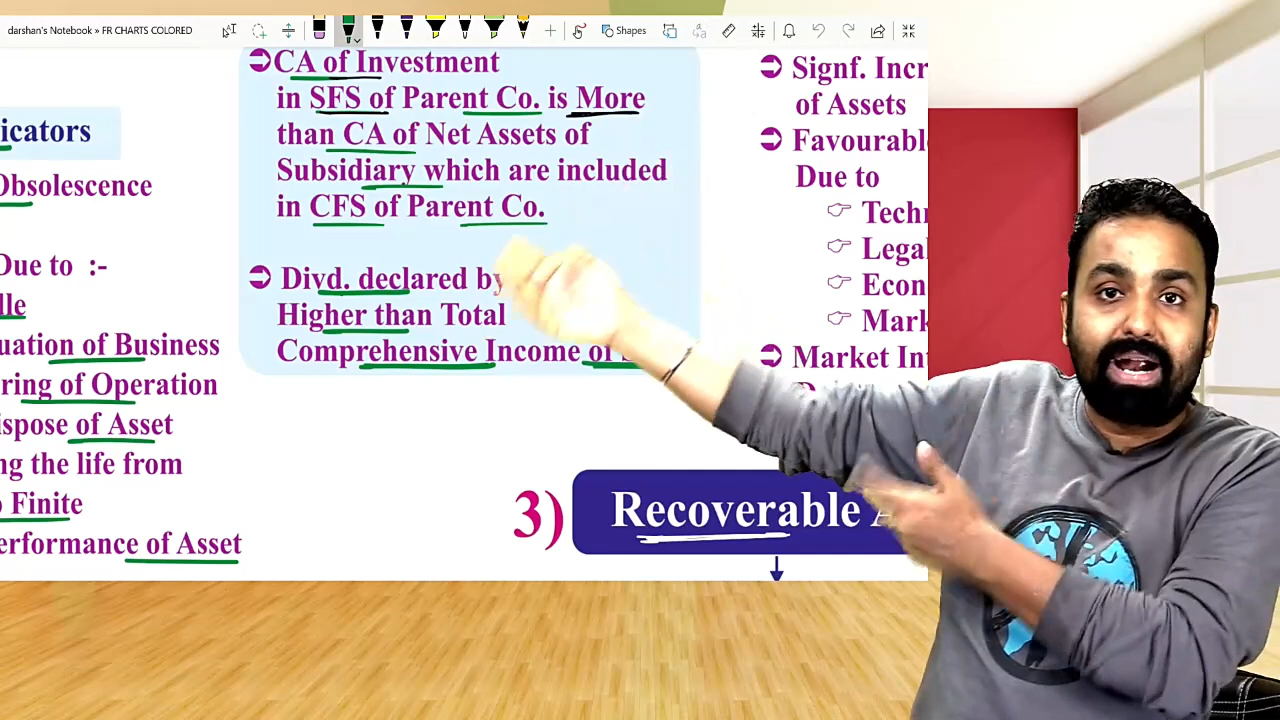 darshan's Notebook » FR CHARTS COLORED
Shapes
CA of Investment
in SFS of Parent Co. is More
than CA of Net Assets of
Subsidiary which are included
in CFS of Parent Co.
Divd. declared by
Higher than Total
Comprehensive Income of
icators
Obsolescence
Due to :-
lle
uation of Business
ring of Operation
ispose of Asset
ng the life from
Finite
erformance of Asset
Signf. Incr
of Assets
Favourabl
Due to
Techn
Legal
Econ
Mark
Market Int
3) Recoverable